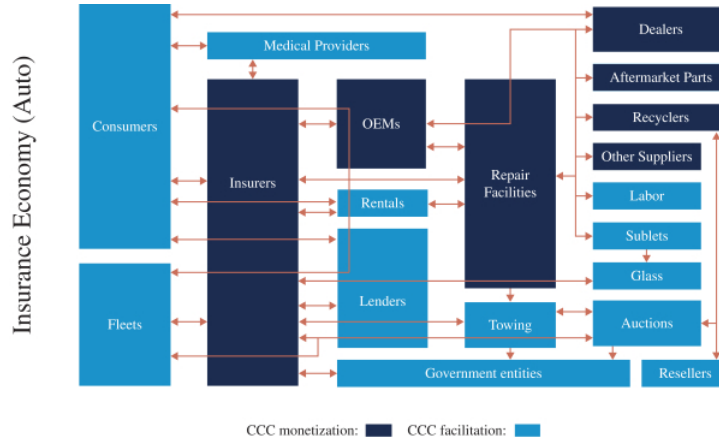 Insurance Economy (Auto)
Consumers
Fleets
Medical Providers
Insurers
OEMs
Rentals
Lenders
Repair
Facilities
Towing
Government entities
Dealers
Aftermarket Parts
Recyclers
Other Suppliers
Labor
Sublets
Glass
Auctions
Resellers
CCC monetization:
CCC facilitation: